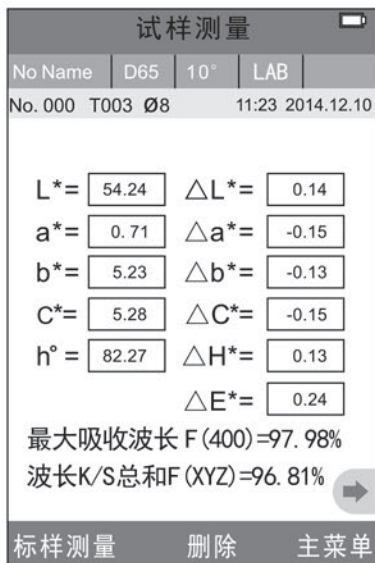 试样测量
No Name D65 10° LAB
No. 000 T003 Ø8 11:23 2014.12.10
L*= 54.24 △L*= 0.14
a*= 0.71 △a*= -0.15
b*= 5.23 △b*= -0.13
C*= 5.28 △C*= -0.15
h° = 82.27 △H*= 0.13
△E*= 0.24
最大吸收波长 F(400)=97.98%
波长K/S总和F(XYZ)=96.81%
标样测量 删除 主菜单